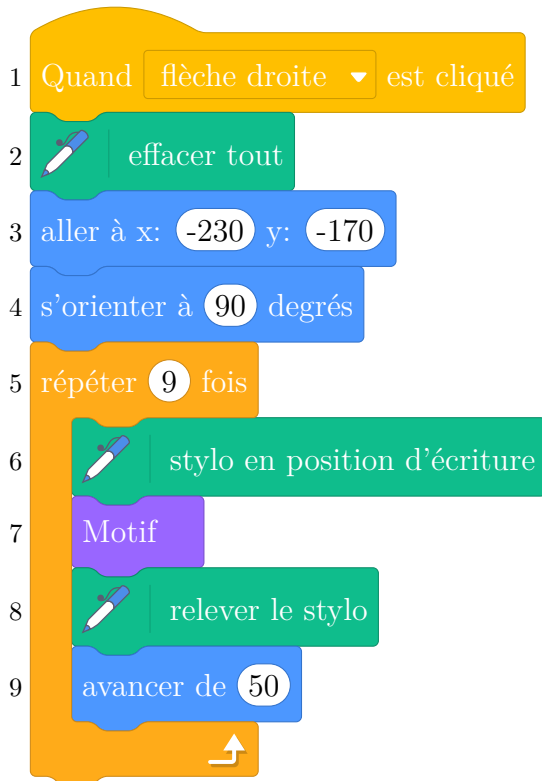 1 Quand flèche droite est cliqué
2 effacer tout
3 aller à x: -230 y: -170
4 s'orienter à 90 degrés
5 répéter 9 fois
6 stylo en position d'écriture
7 Motif
8 relever le stylo
9 avancer de 50